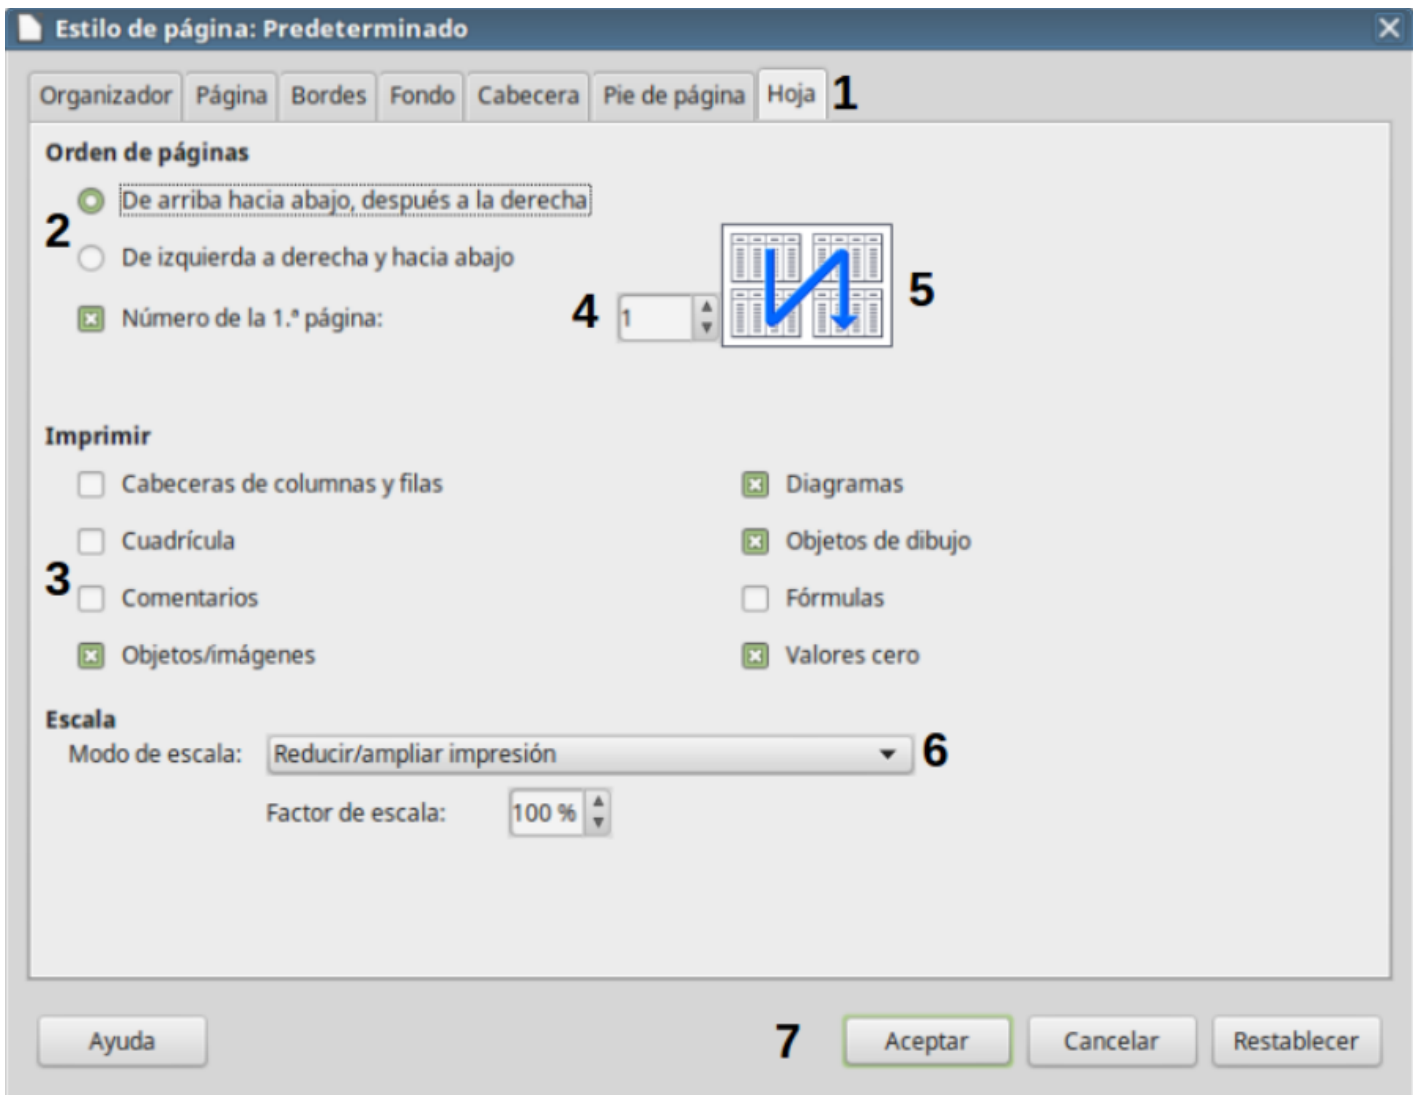 Estilo de página: Predeterminado
Organizador Página Bordes Fondo Cabecera Pie de página Hoja 1
Orden de páginas
De arriba hacia abajo, después a la derecha
2
De izquierda a derecha y hacia abajo
5
Número de la 1.ª página: 4 1
Imprimir
Cabeceras de columnas y filas Diagramas
Cuadrícula Objetos de dibujo
3
Comentarios Fórmulas
Objetos/imágenes Valores cero
Escala
Modo de escala: Reducir/ampliar impresión 6
Factor de escala: 100 %
Ayuda 7 Aceptar Cancelar Restablecer